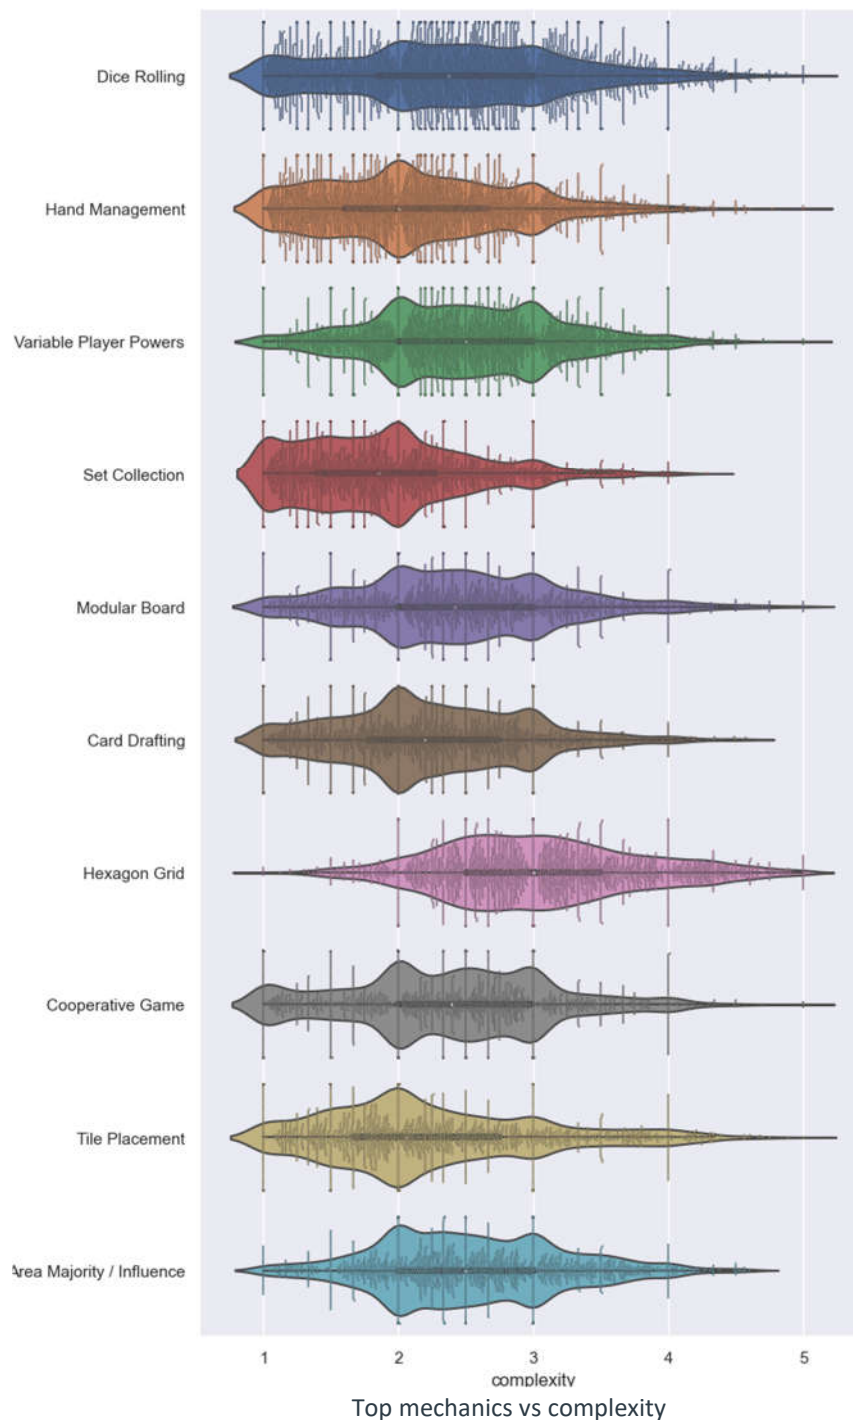 Dice Rolling
Hand Management
Variable Player Powers
Set Collection
Modular Board
Card Drafting
Hexagon Grid
Cooperative Game
Tile Placement
Area Majority / Influence
1 2 3 4 5
complexity
Top mechanics vs complexity